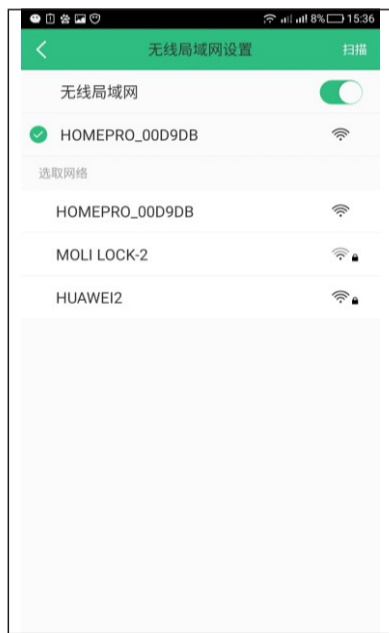 8% 15:36
无线局域网设置 扫描
无线局域网
HOMEPRO_00D9DB
选取网络
HOMEPRO_00D9DB
MOLI LOCK-2
HUAWEI2